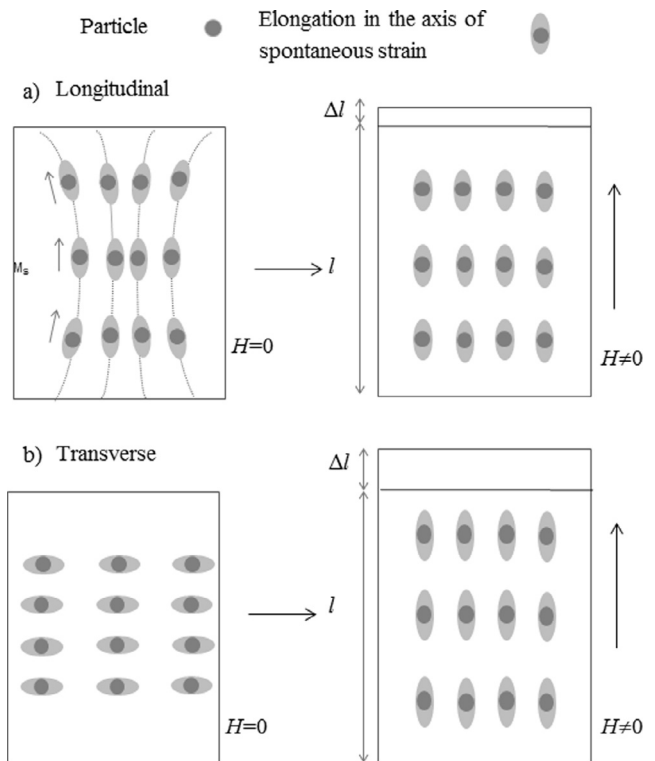 Particle
Elongation in the axis of
spontaneous strain
a) Longitudinal
Δl
Ms
l
H=0
H≠0
b) Transverse
Δl
l
H=0
H≠0